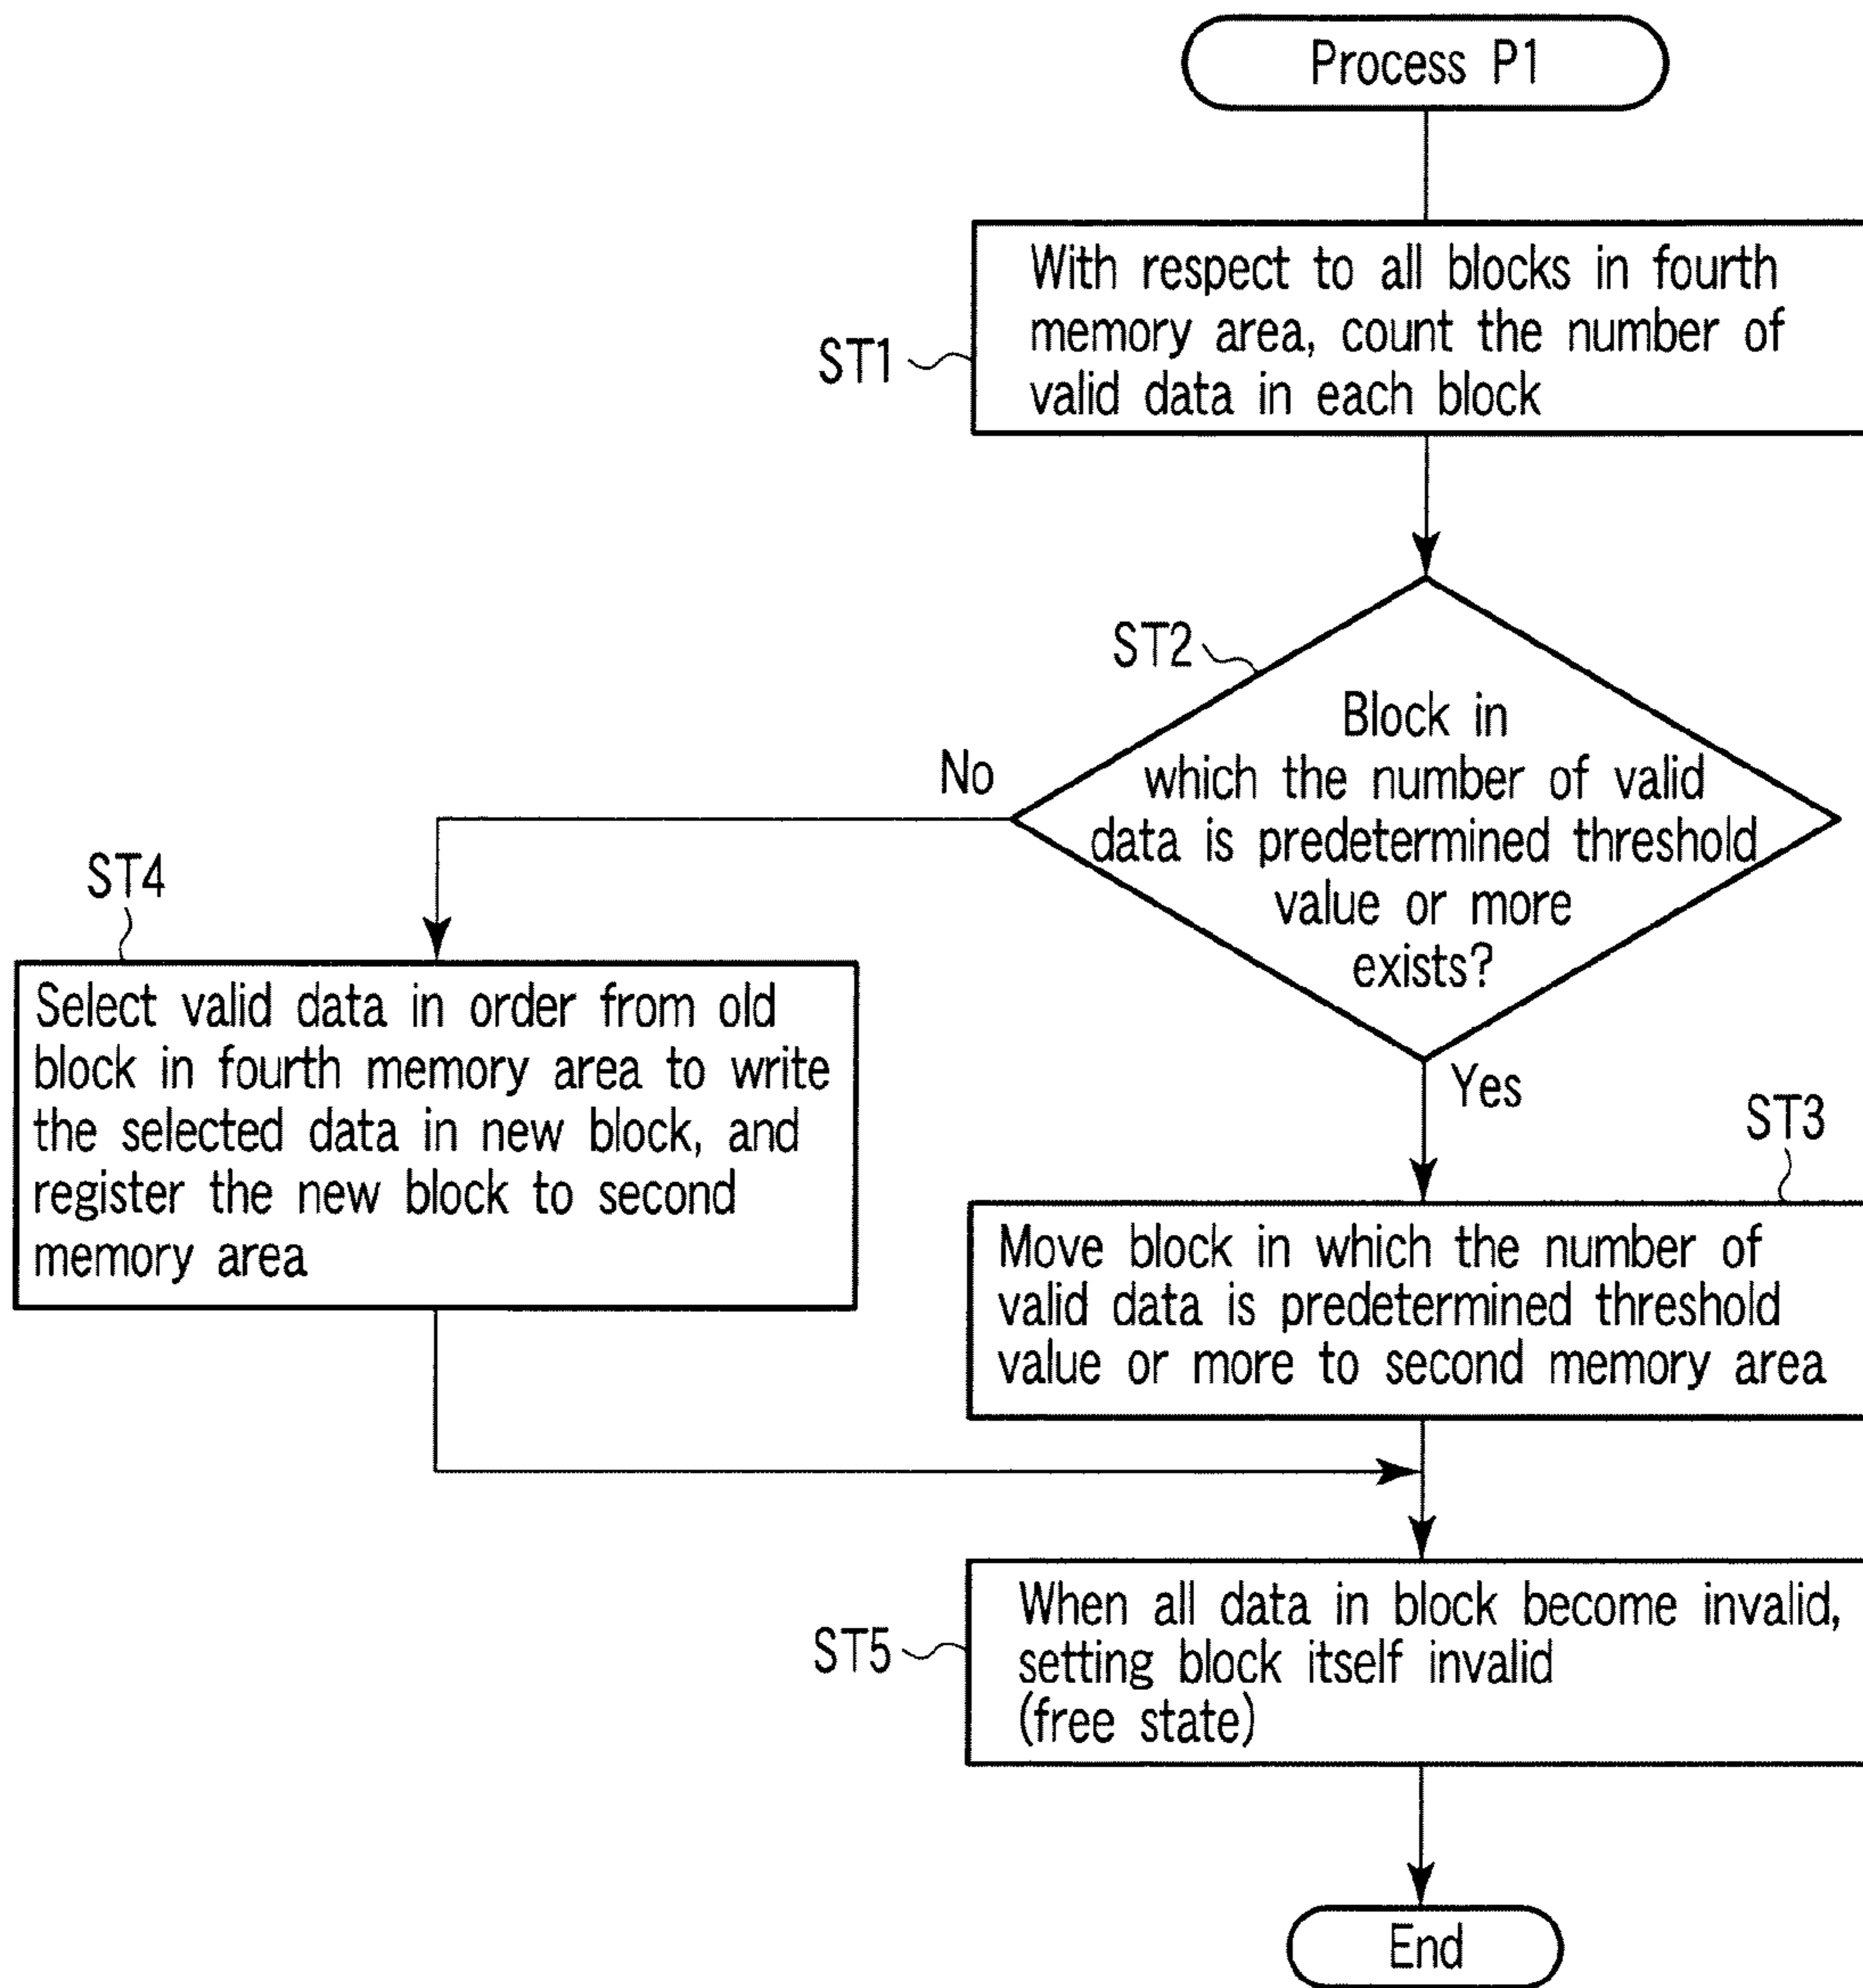 Process P1
With respect to all blocks in fourth
memory area, count the number of
valid data in each block
ST1
ST2
Block in
which the number of valid
data is predetermined threshold
value or more
exists?
No
Yes
ST4
Select valid data in order from old
block in fourth memory area to write
the selected data in new block, and
register the new block to second
memory area
ST3
Move block in which the number of
valid data is predetermined threshold
value or more to second memory area
ST5
When all data in block become invalid,
setting block itself invalid
(free state)
End